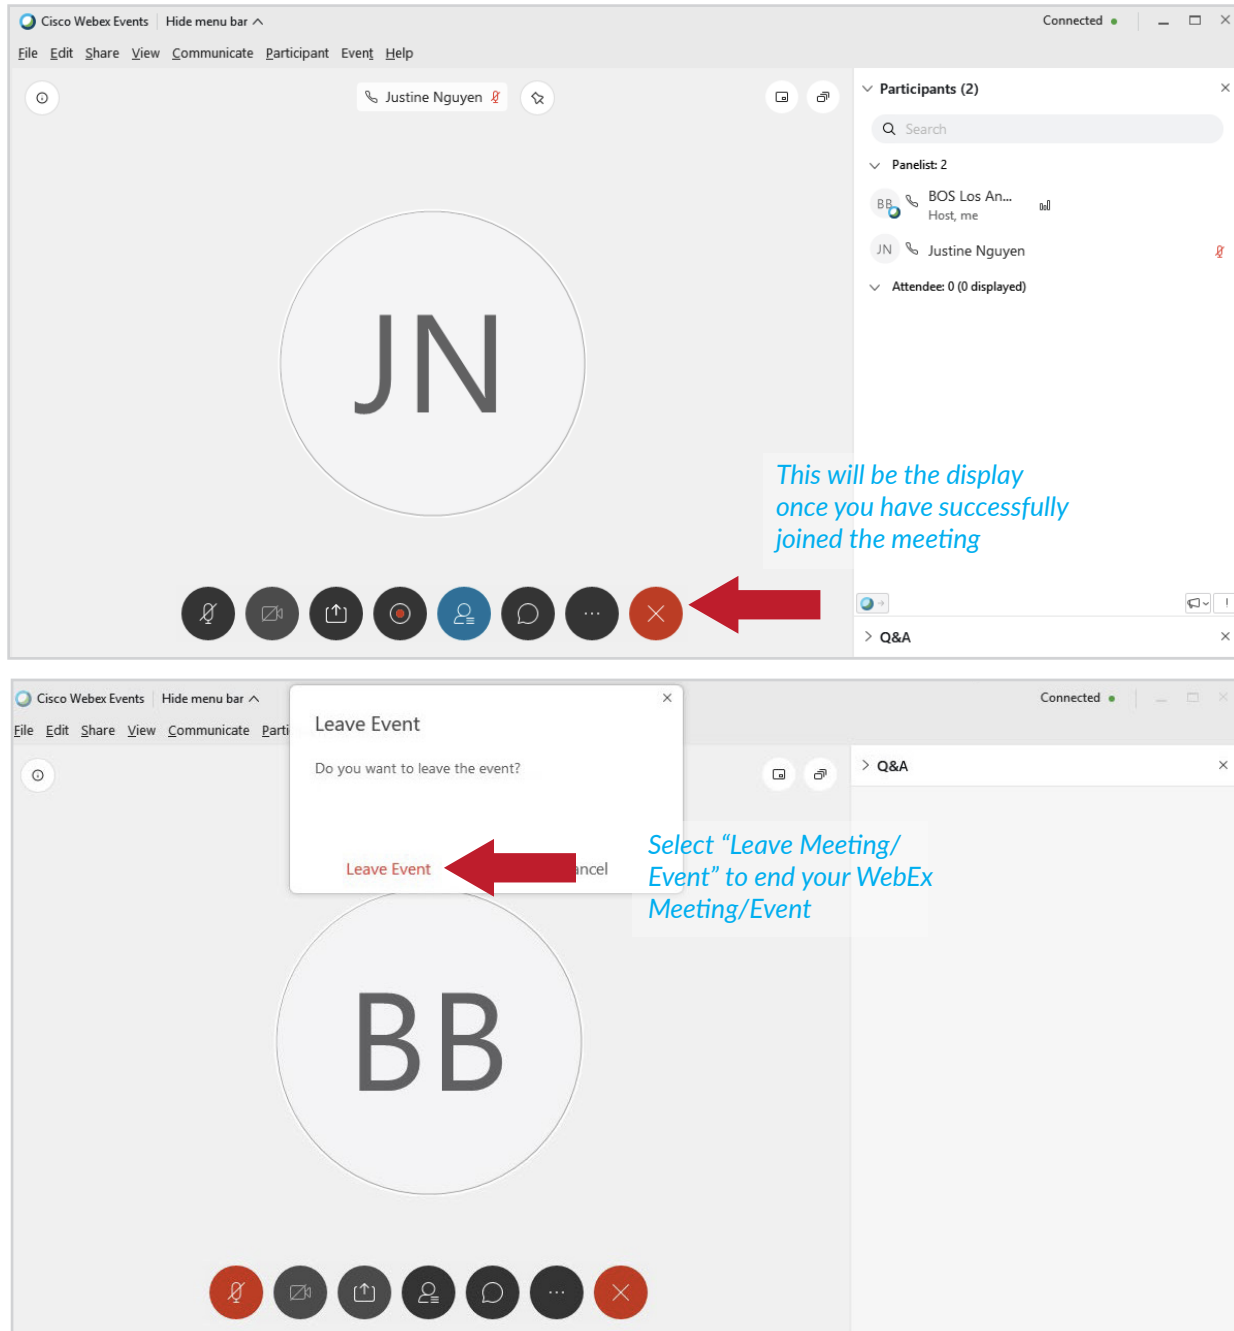 Cisco Webex Events Hide menu bar Connected
File Edit Share View Communicate Participant Event Help
Justine Nguyen
Participants (2)
Search
Panelist: 2
BB BOS Los An...
Host, me
JN Justine Nguyen
Attendee: 0 (0 displayed)
JN
This will be the display
once you have successfully
joined the meeting
Q&A
Cisco Webex Events Hide menu bar Connected
File Edit Share View Communicate Parti
Leave Event
Do you want to leave the event?
Leave Event ancel
Q&A
Select “Leave Meeting/
Event” to end your WebEx
Meeting/Event
BB